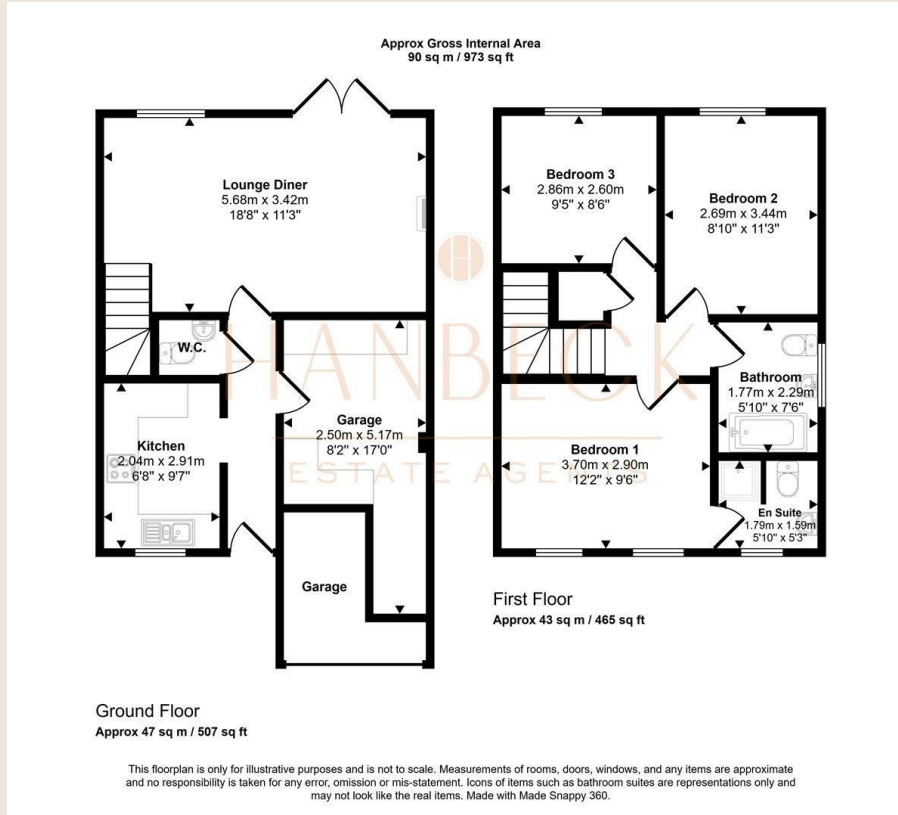 Approx Gross Internal Area
90 sq m / 973 sq ft
Lounge Diner
5.68m x 3.42m
18'8" x 11'3"
W.C.
Kitchen
2.04m x 2.91m
6'8" x 9'7"
Garage
2.50m x 5.17m
8'2" x 17'0"
Garage
Ground Floor
Approx 47 sq m / 507 sq ft
Bedroom 3
2.86m x 2.60m
9'5" x 8'6"
Bedroom 2
2.69m x 3.44m
8'10" x 11'3"
Bathroom
1.77m x 2.29m
5'10" x 7'6"
Bedroom 1
3.70m x 2.90m
12'2" x 9'6"
En Suite
1.79m x 1.59m
5'10" x 5'3"
First Floor
Approx 43 sq m / 465 sq ft
HANBECK
ESTATE AGENTS
This floorplan is only for illustrative purposes and is not to scale. Measurements of rooms, doors, windows, and any items are approximate
and no responsibility is taken for any error, omission or mis-statement. Icons of items such as bathroom suites are representations only and
may not look like the real items. Made with Made Snappy 360.